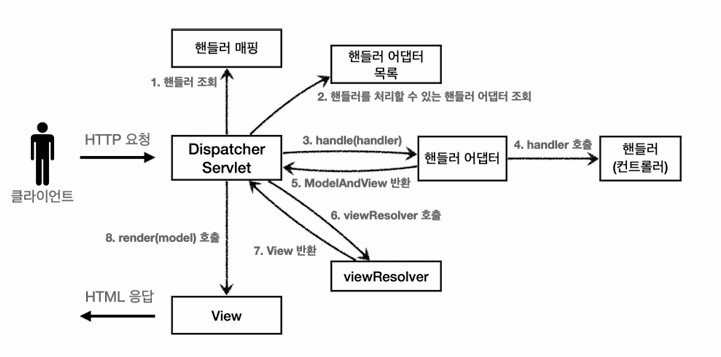 핸들러 매핑
핸들러 어댑터
목록
1. 핸들러 조회
2. 핸들러를 처리할 수 있는 핸들러 어댑터 조회
HTTP 요청
Dispatcher
Servlet
3. handle(handler)
핸들러 어댑터
4. handler 호출
핸들러
(컨트롤러)
클라이언트
5. ModelAndView 반환
6. viewResolver 호출
8. render(model) 호출
7. View 반환
viewResolver
HTML 응답
View